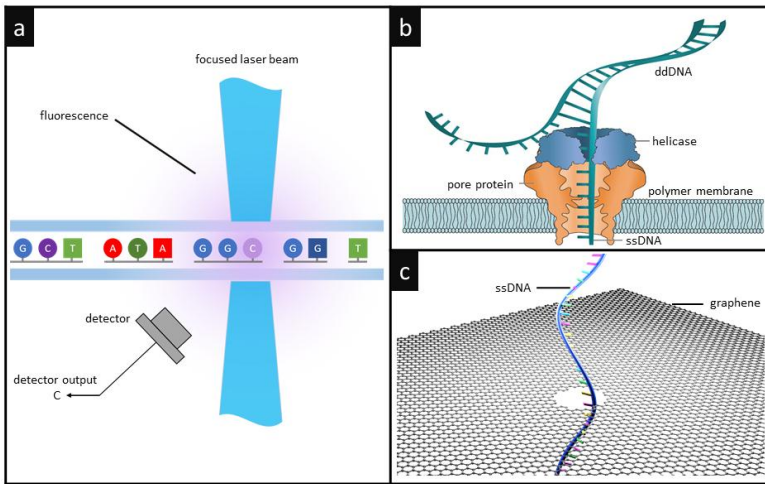 a
focused laser beam
fluorescence
G C T A T A G G C G G T
detector
detector output
C
b
ddDNA
helicase
pore protein
polymer membrane
ssDNA
c
ssDNA
graphene